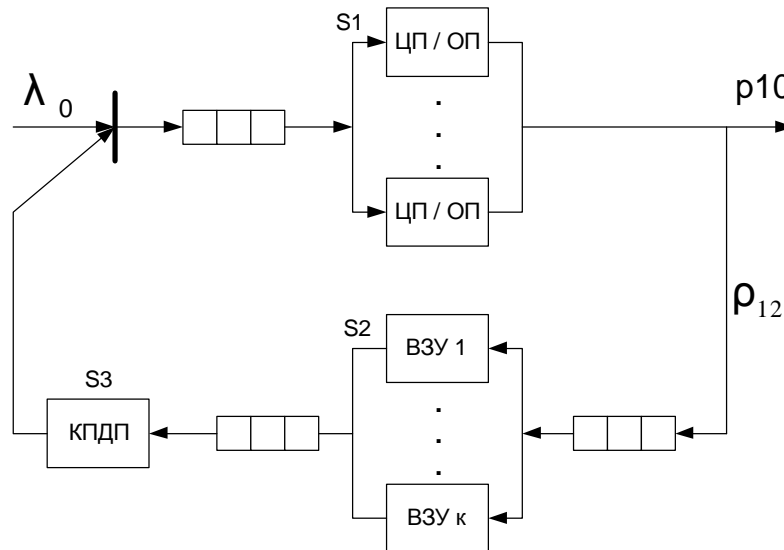 S1
ЦП / ОП
λ 0
p10
.
.
.
ЦП / ОП
ρ12
S2
ВЗУ 1
S3
КПДП
.
.
.
ВЗУ к